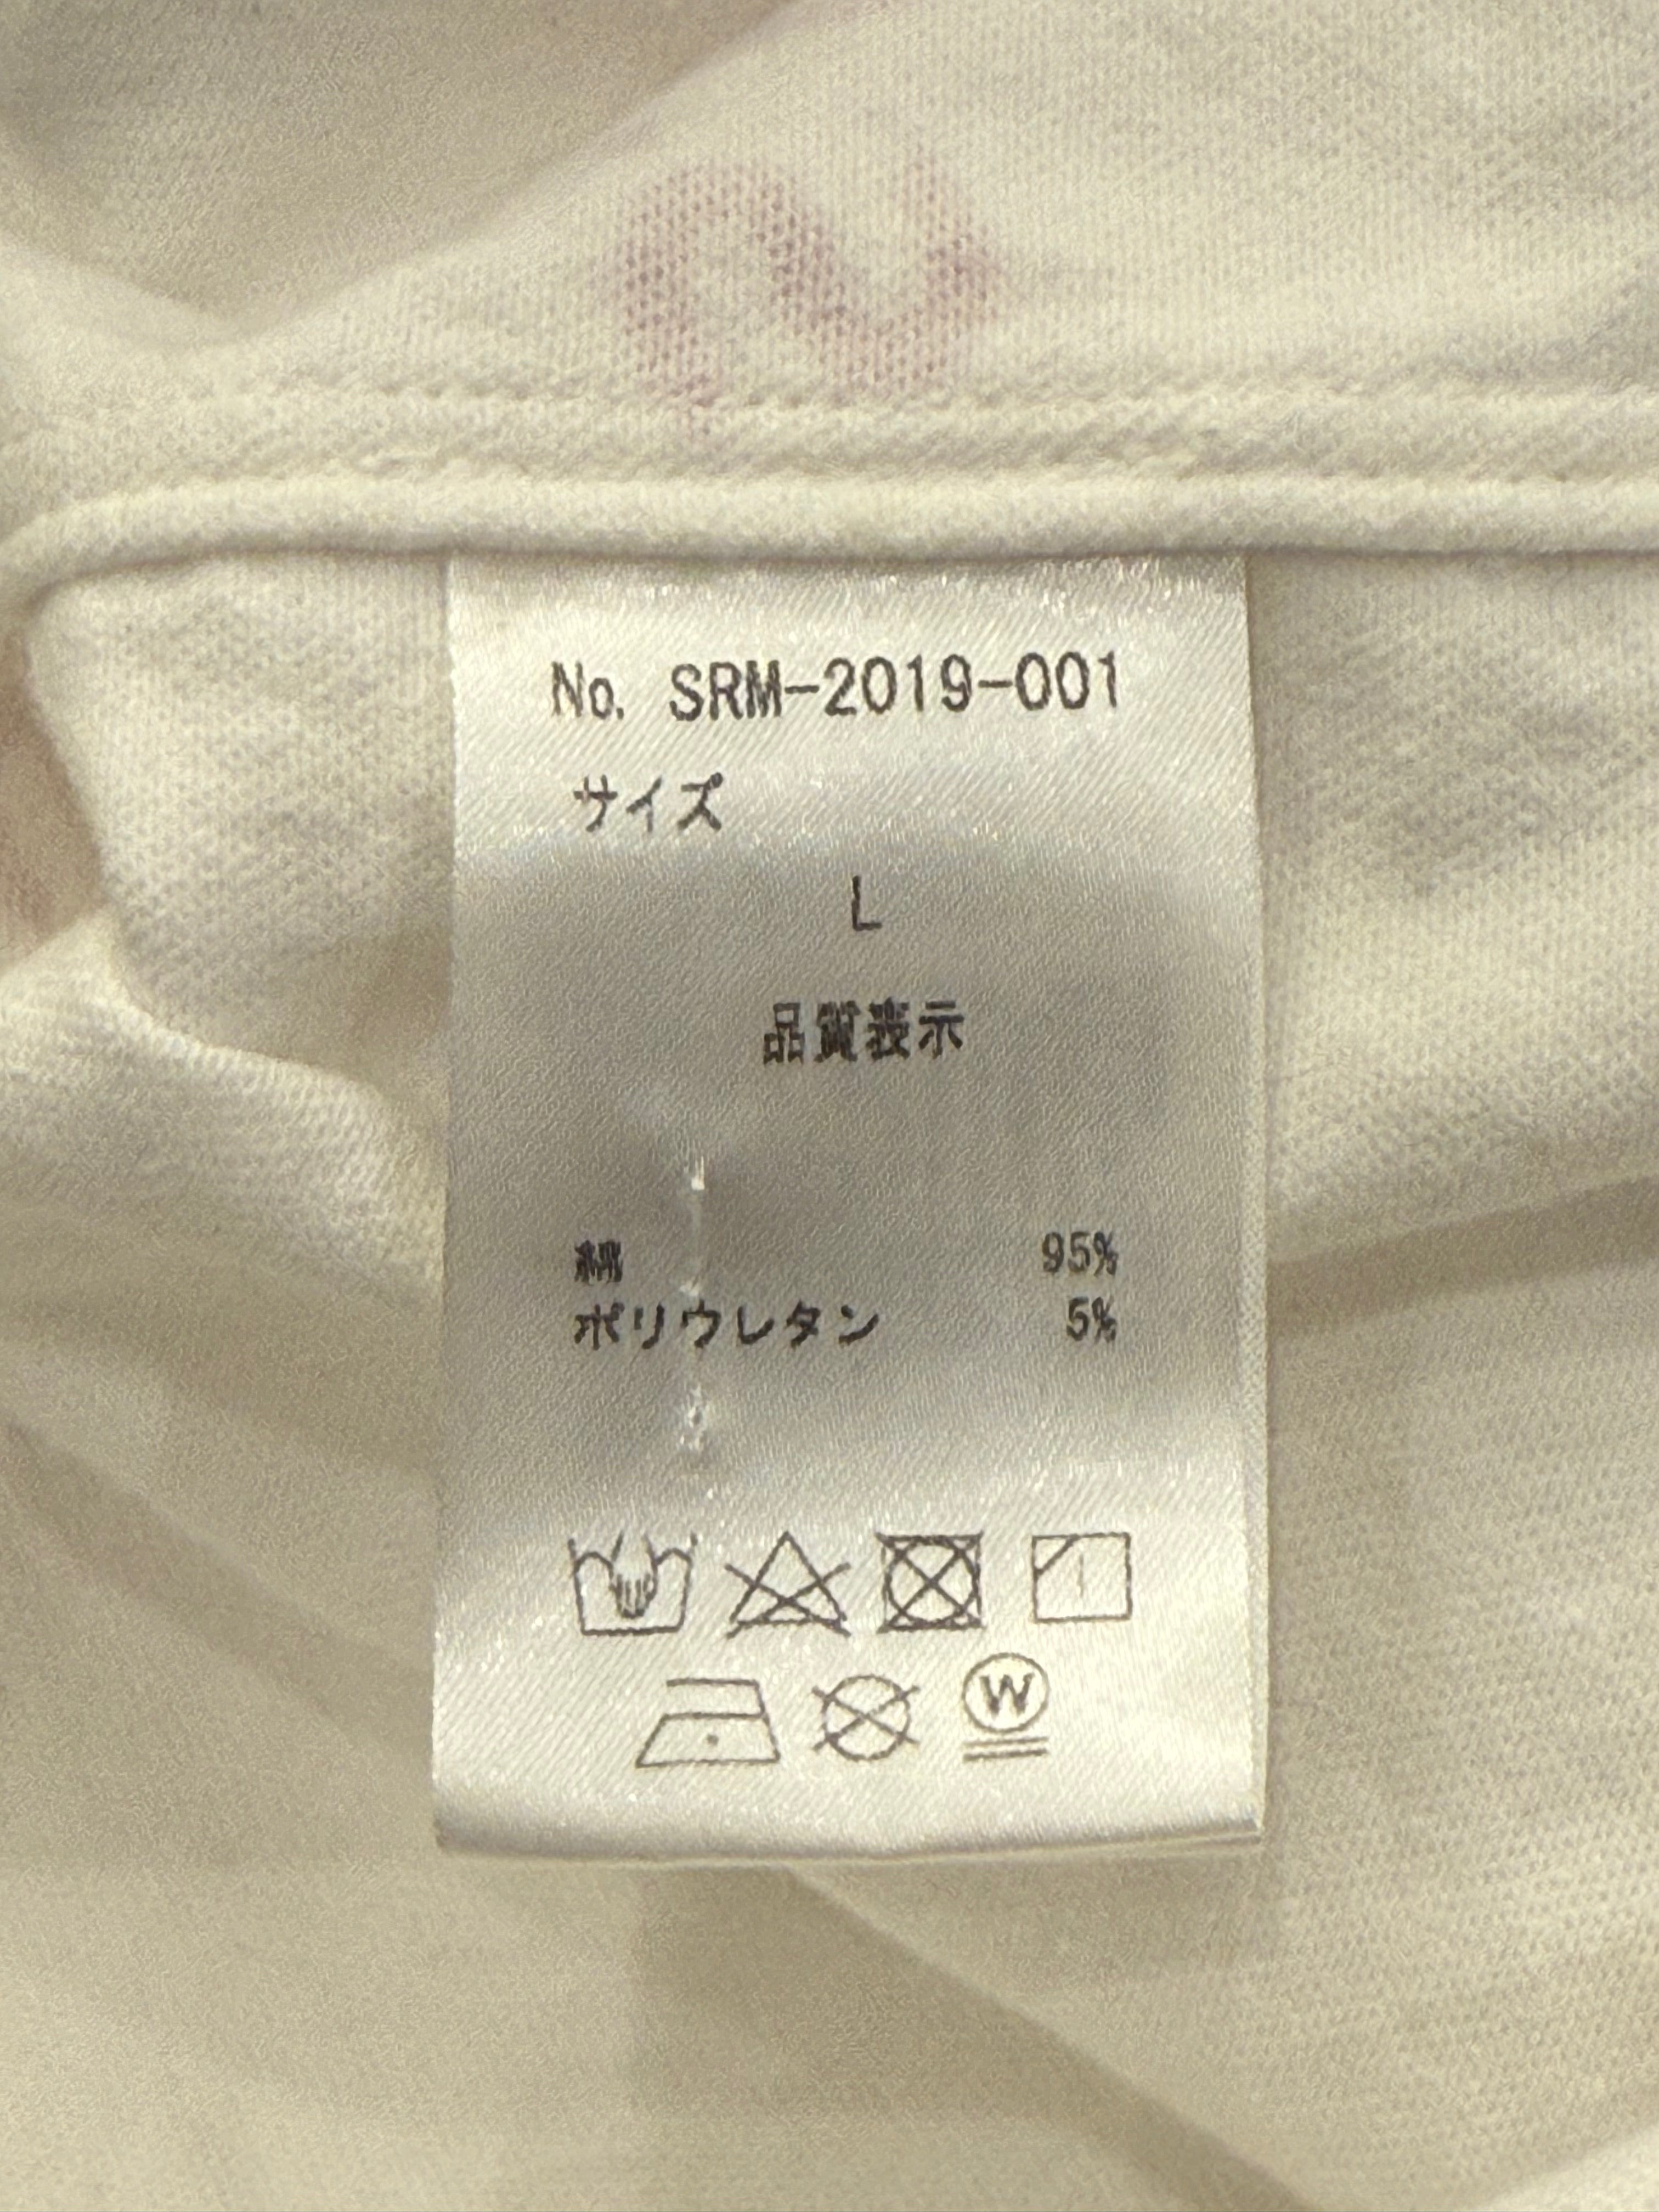 No. SRM-2019-001
サイズ
L
品質表示
綿 95%
ポリウレタン 5%
W